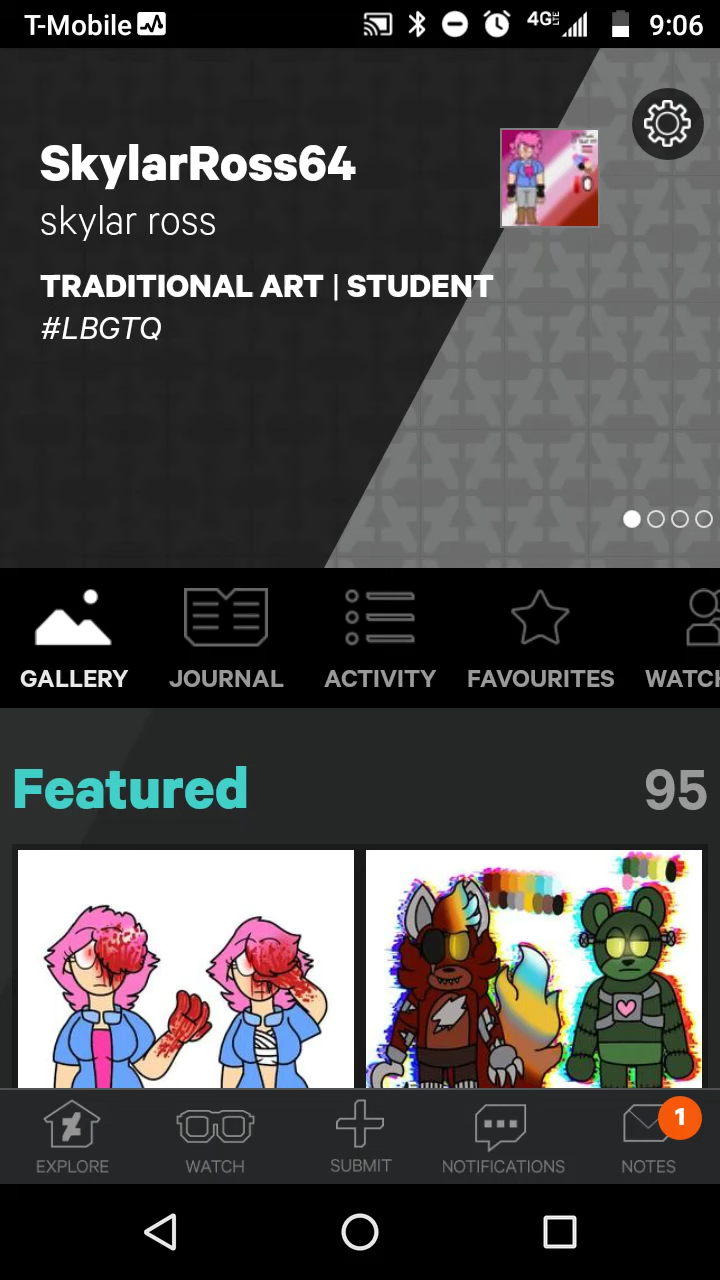 T-Mobile 4G LTE 9:06
SkylarRoss64
skylar ross
TRADITIONAL ART | STUDENT
#LBGTQ
GALLERY JOURNAL ACTIVITY FAVOURITES WATCH
Featured 95
EXPLORE WATCH SUBMIT NOTIFICATIONS NOTES 1